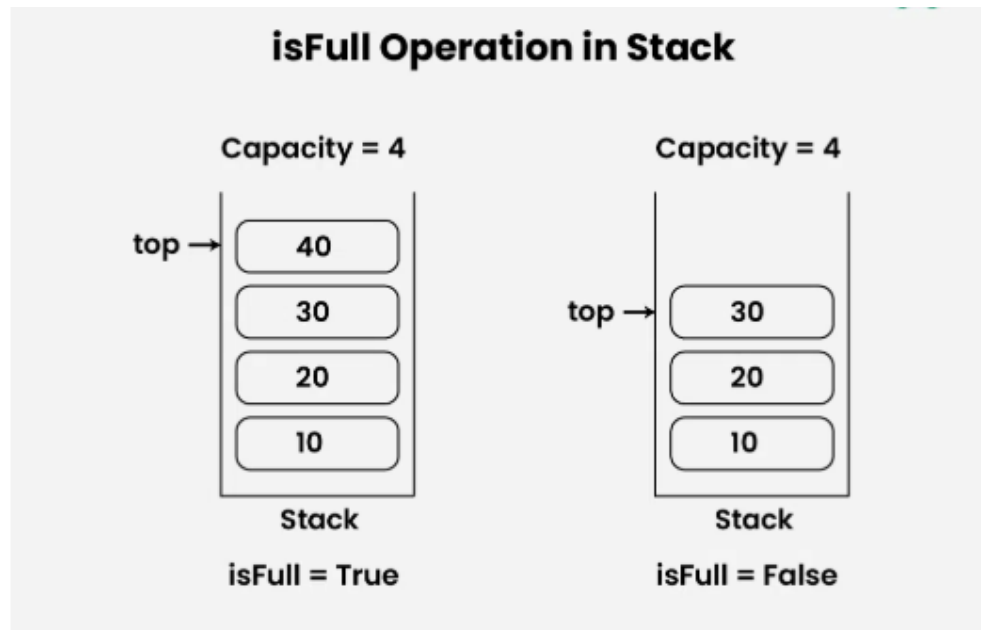 isFull Operation in Stack
Capacity = 4
top
40
30
20
10
Stack
isFull = True
Capacity = 4
top
30
20
10
Stack
isFull = False